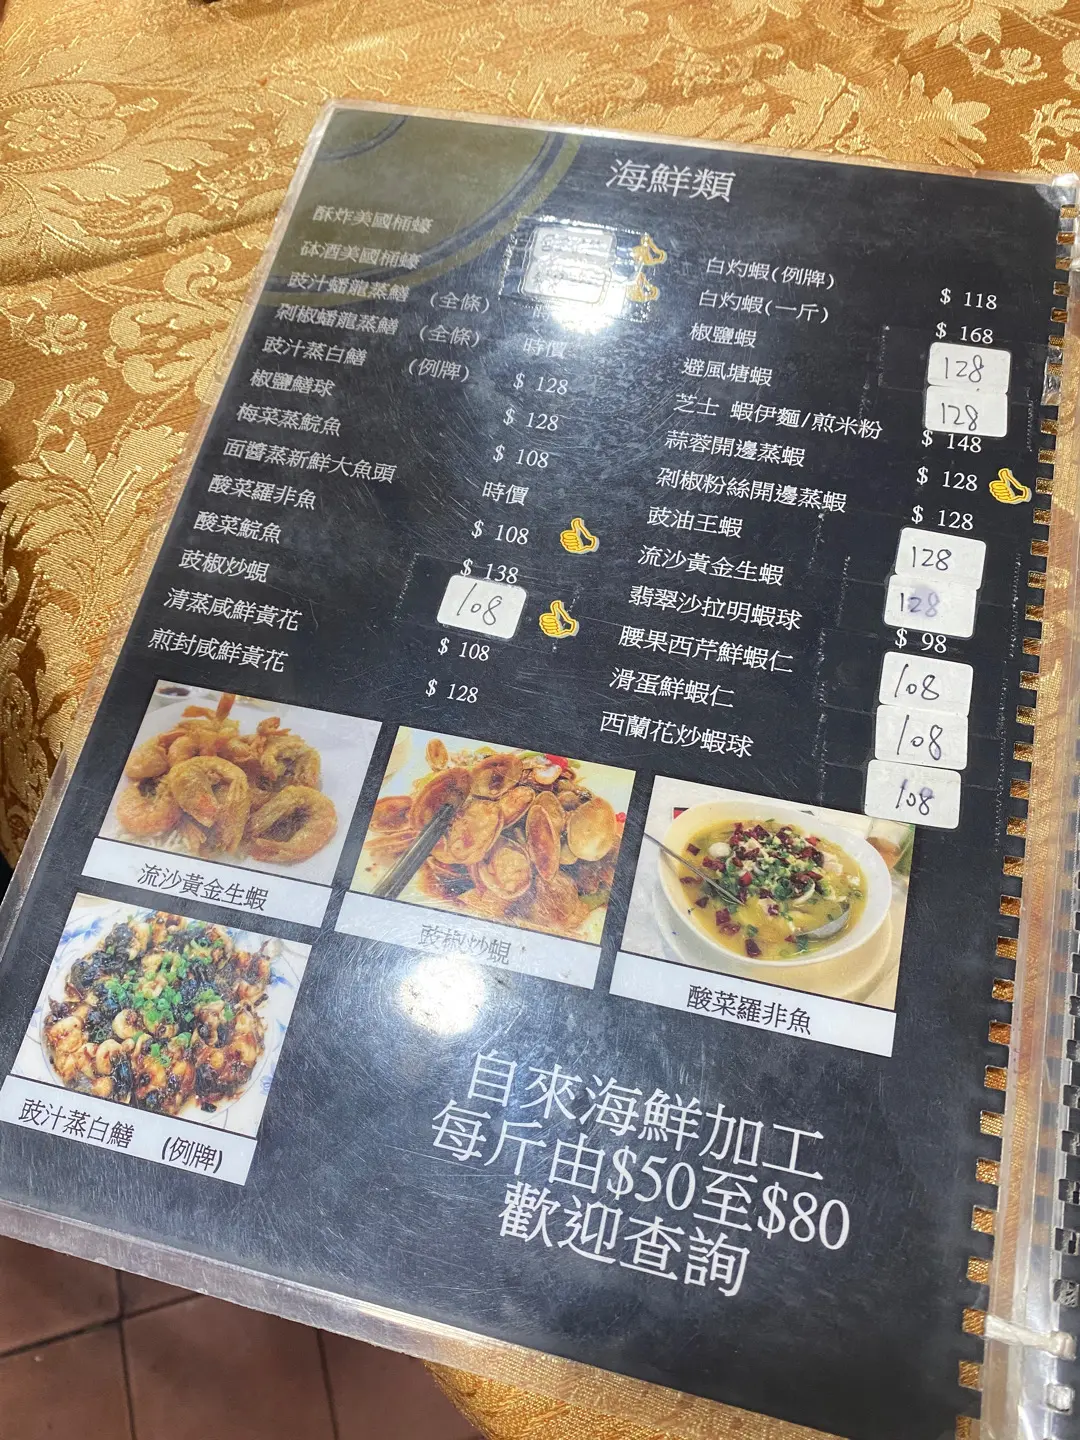 海鮮類
酥炸美國桶蠔
砵酒美國桶蠔
豉汁蟠龍蒸鱔 (全條)
剁椒蟠龍蒸鱔 (全條) 時價
豉汁蒸白鱔 (例牌) $ 128
椒鹽鱔球 $ 128
梅菜蒸鯇魚 $ 108
面醬蒸新鮮大魚頭 時價
酸菜羅非魚 $ 108
酸菜鯇魚 $ 138
豉椒炒蜆 108
清蒸咸鮮黃花 $ 108
煎封咸鮮黃花 $ 128
白灼蝦(例牌) $ 118
白灼蝦(一斤) $ 168
椒鹽蝦 128
避風塘蝦 128
芝士 蝦伊麵/煎米粉 $ 148
蒜蓉開邊蒸蝦 $ 128
剁椒粉絲開邊蒸蝦 $ 128
豉油王蝦 128
流沙黃金生蝦 128
翡翠沙拉明蝦球 $ 98
腰果西芹鮮蝦仁 108
滑蛋鮮蝦仁 108
西蘭花炒蝦球 108
流沙黃金生蝦
豉椒炒蜆
酸菜羅非魚
豉汁蒸白鱔 (例牌)
自來海鮮加工
每斤由$50至$80
歡迎查詢